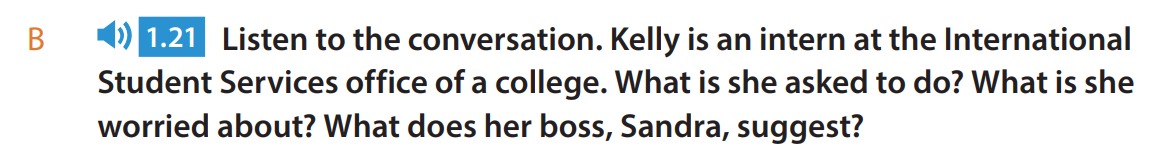 B 1.21 Listen to the conversation. Kelly is an intern at the International
Student Services office of a college. What is she asked to do? What is she
worried about? What does her boss, Sandra, suggest?